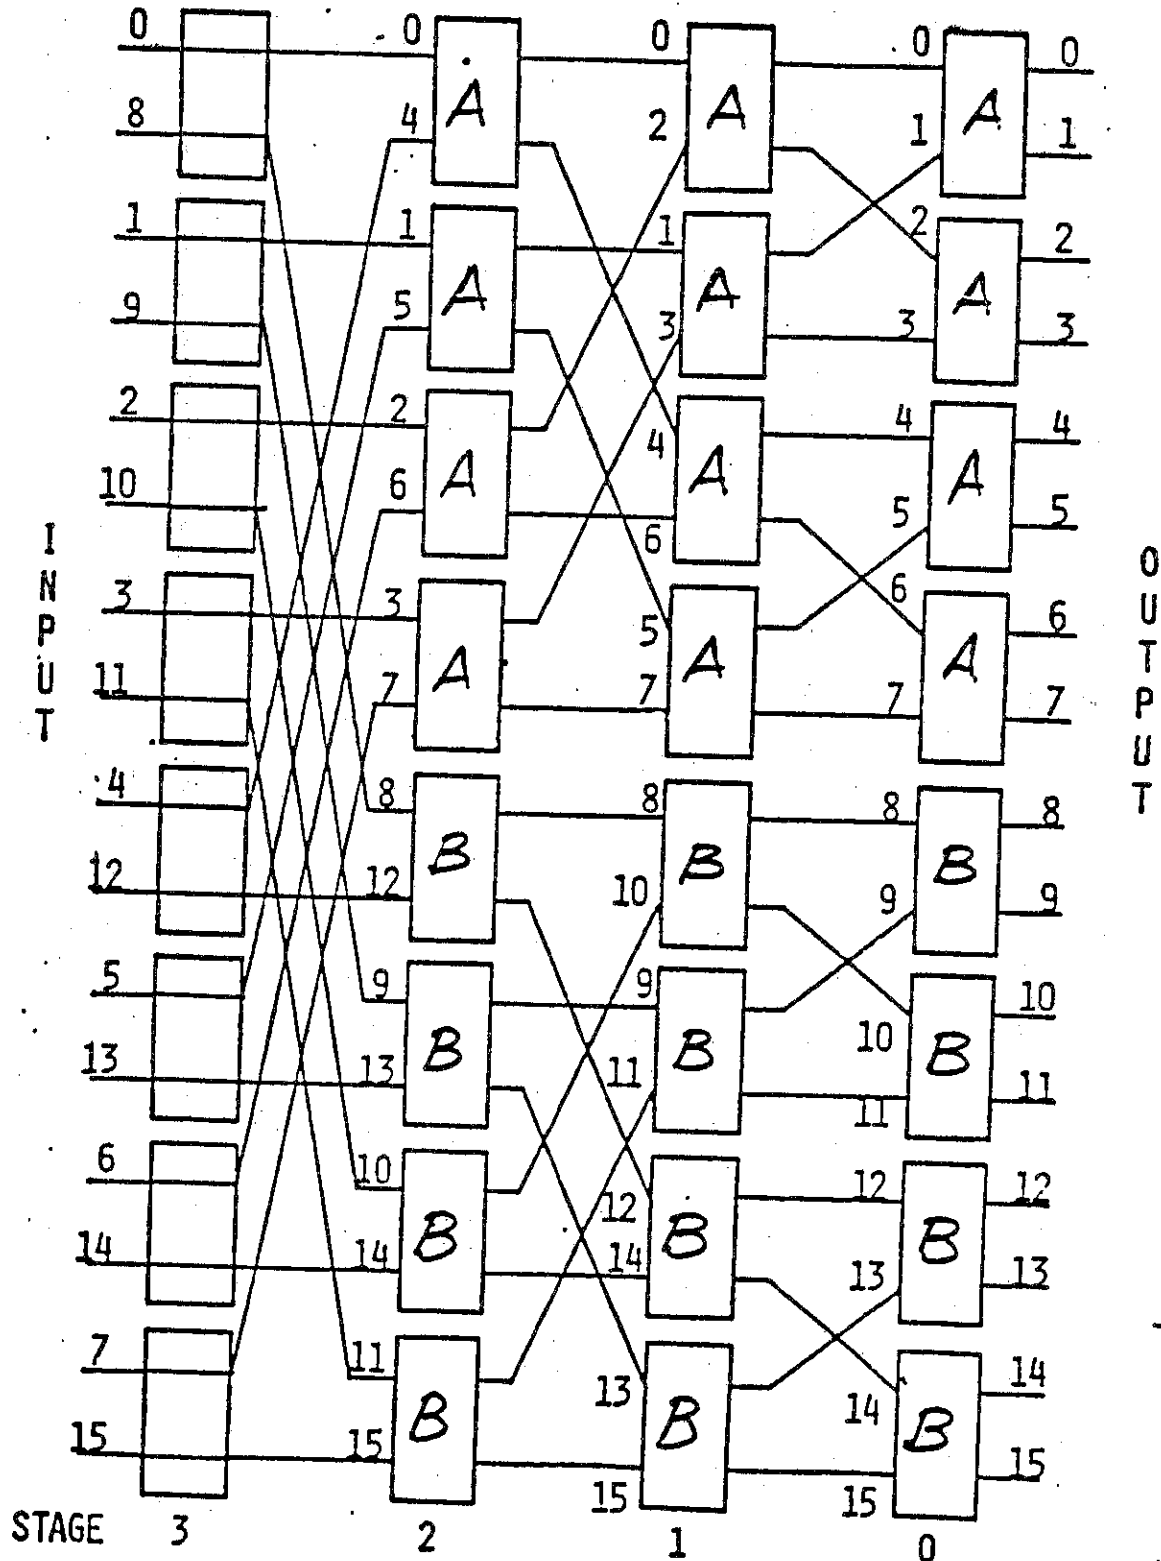 0 0 0 0 0
A A A
8 4 2 1 1
1 1 1 2 2
A A A
9 5 3 3 3
2 2 4 4 4
A A A
10 6 6 5 5
3 3 5 6 6
A A A
11 7 7 7 7
4 8 8 8 8
B B B
12 12 10 9 9
5 9 9 10 10
B B B
13 13 11 11 11
6 10 12 12 12
B B B
14 14 14 13 13
7 11 13 14 14
B B B
15 15 15 15 15
INPUT
OUTPUT
STAGE 3 2 1 0